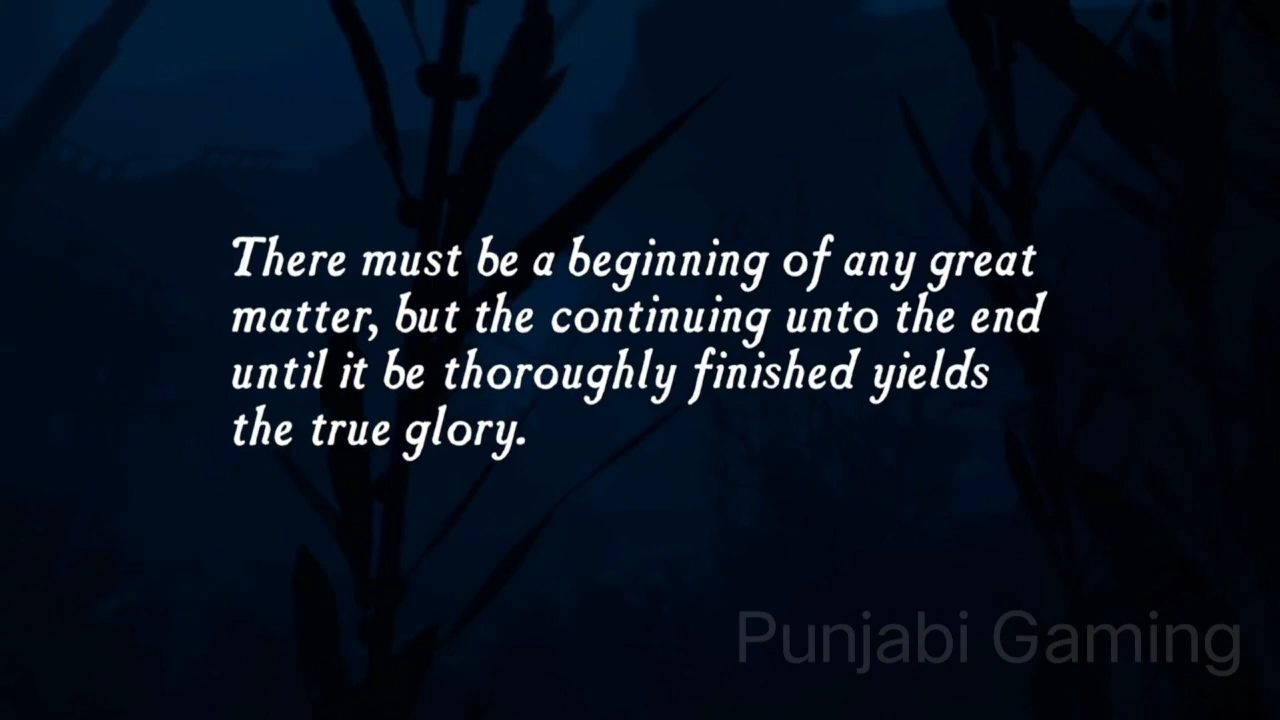 There must be a beginning of any great
matter, but the continuing unto the end
until it be thoroughly finished yields
the true glory.
Punjabi Gaming